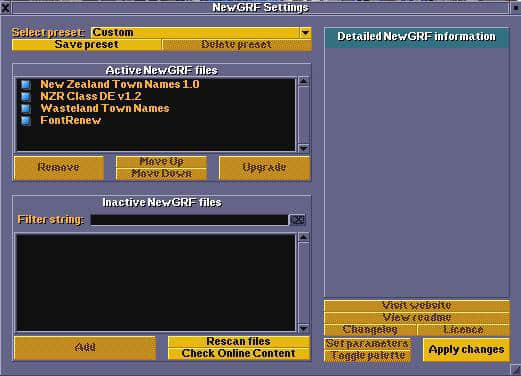 NewGRF Settings
Select preset: Custom
Save preset Delete preset
Active NewGRF files
New Zealand Town Names 1.0
NZR Class DE v1.2
Wasteland Town Names
FontRenew
Remove Move Up Upgrade
Move Down
Inactive NewGRF files
Filter string:
Add Rescan files
Check Online Content
Detailed NewGRF information
Visit website
View readme
Changelog Licence
Set parameters Apply changes
Toggle palette